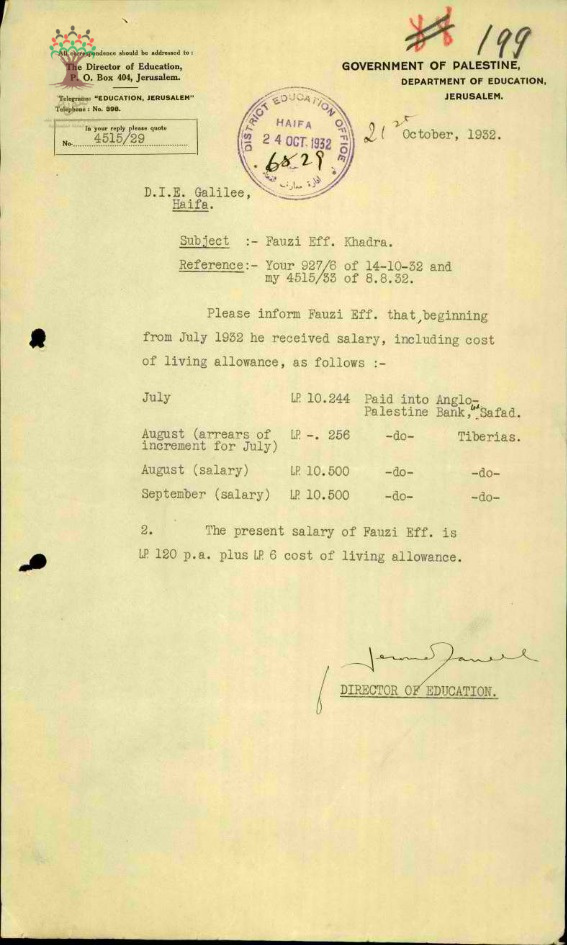 88 199
All correspondence should be addressed to :
The Director of Education,
P. O. Box 404, Jerusalem.
Telegrams: "EDUCATION, JERUSALEM"
Telephone : No. 398.
In your reply please quote
No. 4515/29
GOVERNMENT OF PALESTINE,
DEPARTMENT OF EDUCATION,
JERUSALEM.
DISTRICT EDUCATION OFFICE
HAIFA
24 OCT. 1932
21st October, 1932.
D.I.E. Galilee,
Haifa.
Subject :- Fauzi Eff. Khadra.
Reference:- Your 927/6 of 14-10-32 and
my 4515/33 of 8.8.32.
Please inform Fauzi Eff. that, beginning
from July 1932 he received salary, including cost
of living allowance, as follows :-
July LP. 10.244 Paid into Anglo-
Palestine Bank, Safad.
August (arrears of LP -. 256 -do- Tiberias.
increment for July)
August (salary) LP. 10.500 -do- -do-
September (salary) LP. 10.500 -do- -do-
2. The present salary of Fauzi Eff. is
LP. 120 p.a. plus LP. 6 cost of living allowance.
DIRECTOR OF EDUCATION.